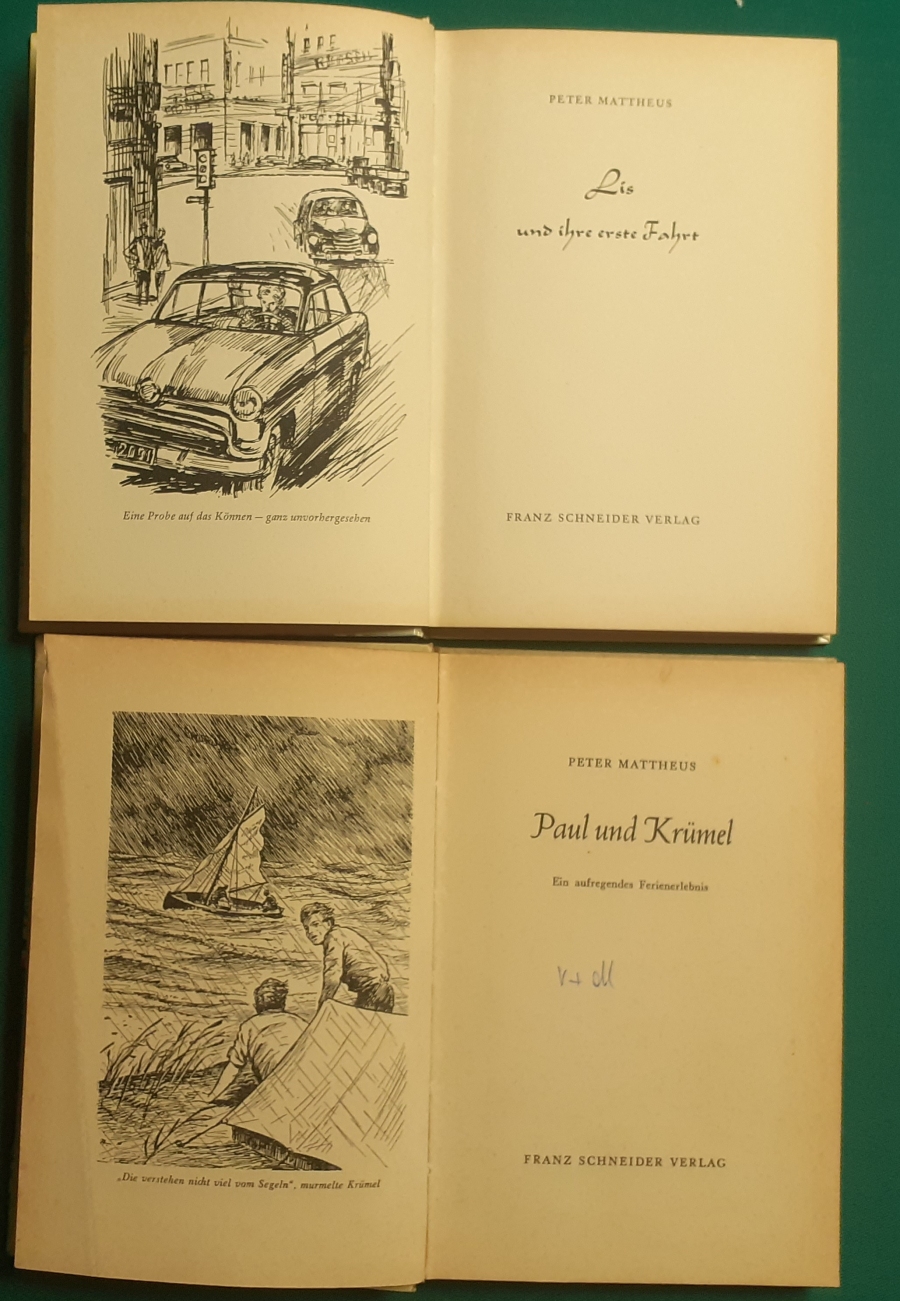 PETER MATTHEUS
Lis
und ihre erste Fahrt
Eine Probe auf das Können – ganz unvorhergesehen
FRANZ SCHNEIDER VERLAG
PETER MATTHEUS
Paul und Krümel
Ein aufregendes Ferienerlebnis
„Die verstehen nicht viel vom Segeln“, murmelte Krümel
FRANZ SCHNEIDER VERLAG